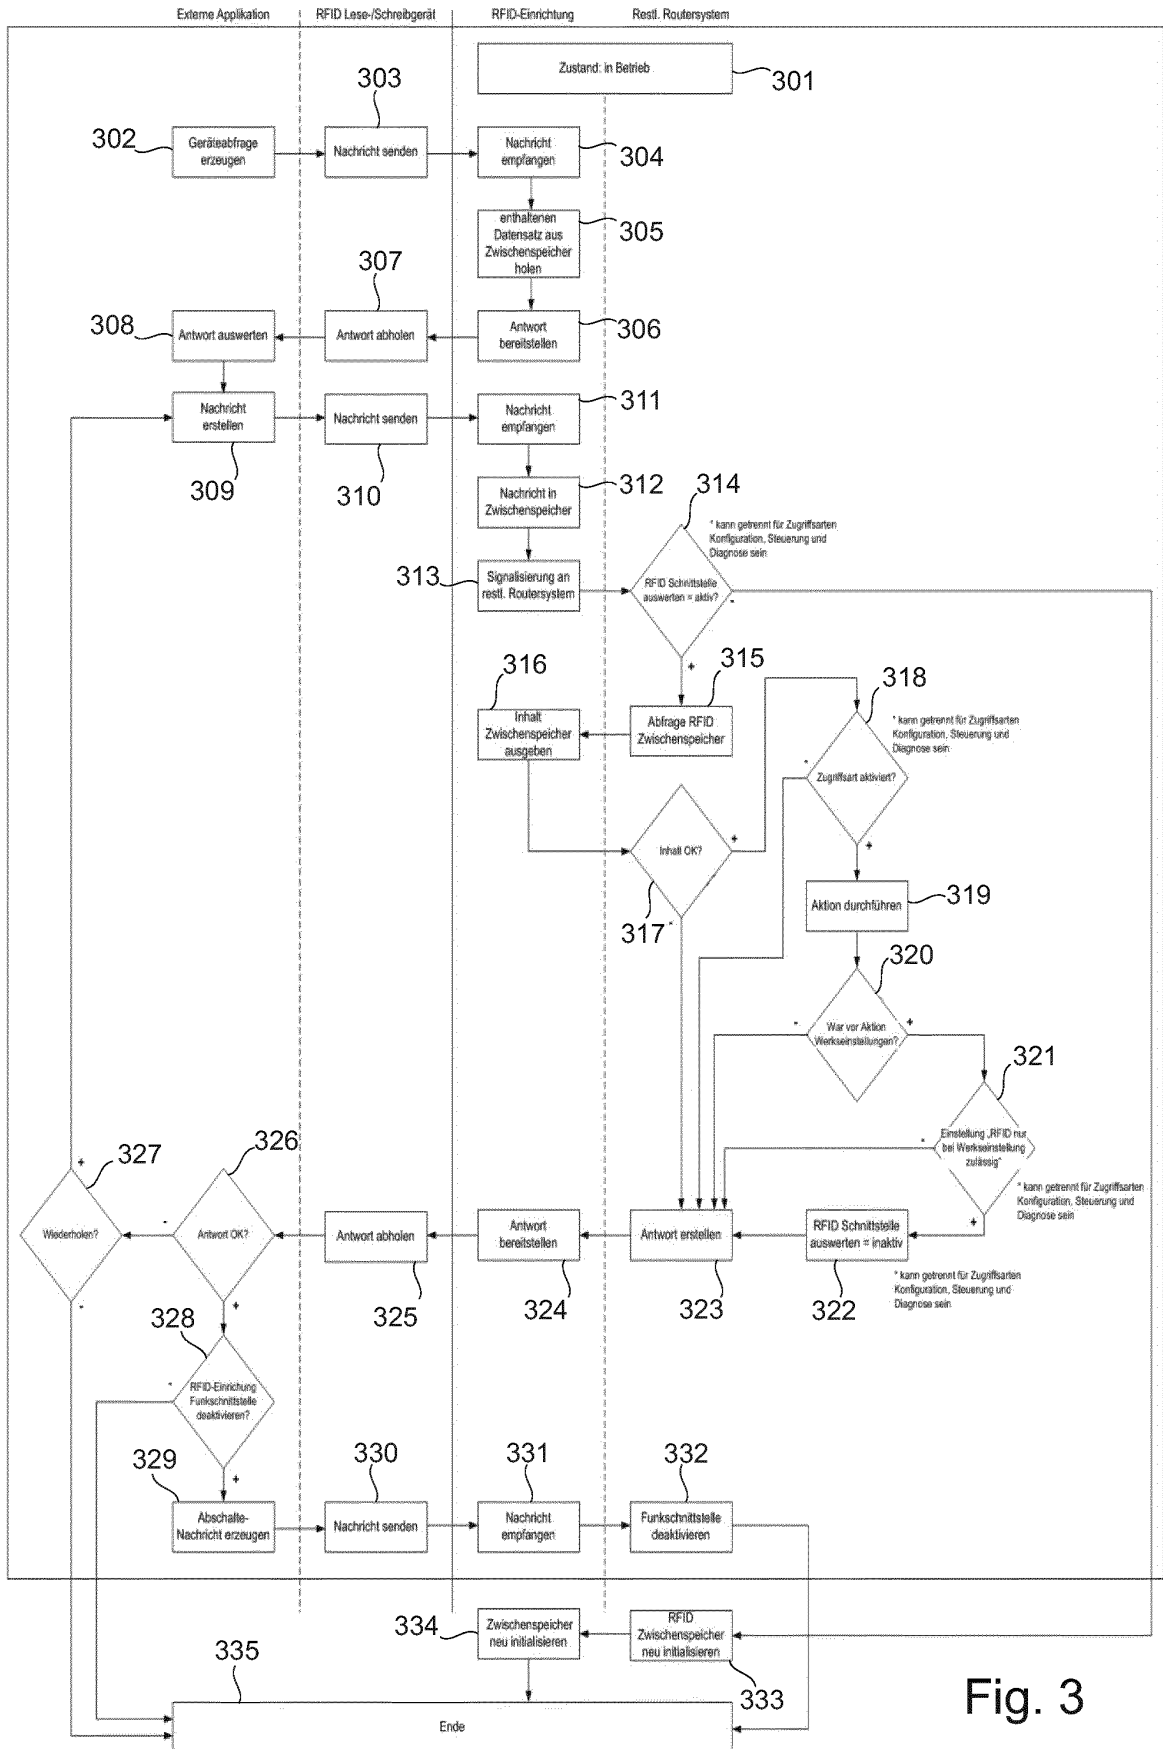 Externe Applikation
RFID Lese-/Schreibgerät
RFID-Einrichtung
Restl. Routersystem
Zustand: in Betrieb
301
302
Geräteabfrage
erzeugen
303
Nachricht senden
Nachricht
empfangen
304
enthaltenen
Datensatz aus
Zwischenspeicher
holen
305
308
Antwort auswerten
307
Antwort abholen
Antwort
bereitstellen
306
Nachricht
erstellen
309
Nachricht senden
310
Nachricht
empfangen
311
Nachricht in
Zwischenspeicher
312
313
Signalisierung an
restl. Routersystem
314
* kann getrennt für Zugriffsarten
Konfiguration, Steuerung und
Diagnose sein
RFID Schnittstelle
auswerten = aktiv?
-
+
316
Inhalt
Zwischenspeicher
ausgeben
315
Abfrage RFID
Zwischenspeicher
318
* kann getrennt für Zugriffsarten
Konfiguration, Steuerung und
Diagnose sein
-
Zugriffsart aktiviert?
+
Inhalt OK?
+
317
-
Aktion durchführen
319
320
-
+
War vor Aktion
Werkseinstellungen?
321
-
Einstellung „RFID nur
bei Werkseinstellung
zulässig“
* kann getrennt für Zugriffsarten
Konfiguration, Steuerung und
Diagnose sein
+
327
+
Wiederholen?
-
326
-
Antwort OK?
+
Antwort abholen
325
Antwort
bereitstellen
324
Antwort erstellen
323
RFID Schnittstelle
auswerten = inaktiv
322
* kann getrennt für Zugriffsarten
Konfiguration, Steuerung und
Diagnose sein
328
-
RFID-Einrichung
Funkschnittstelle
deaktivieren?
+
329
Abschalte-
Nachricht erzeugen
330
Nachricht senden
331
Nachricht
empfangen
332
Funkschnittstelle
deaktivieren
334
Zwischenspeicher
neu initialisieren
RFID
Zwischenspeicher
neu initialisieren
333
335
Ende
Fig. 3